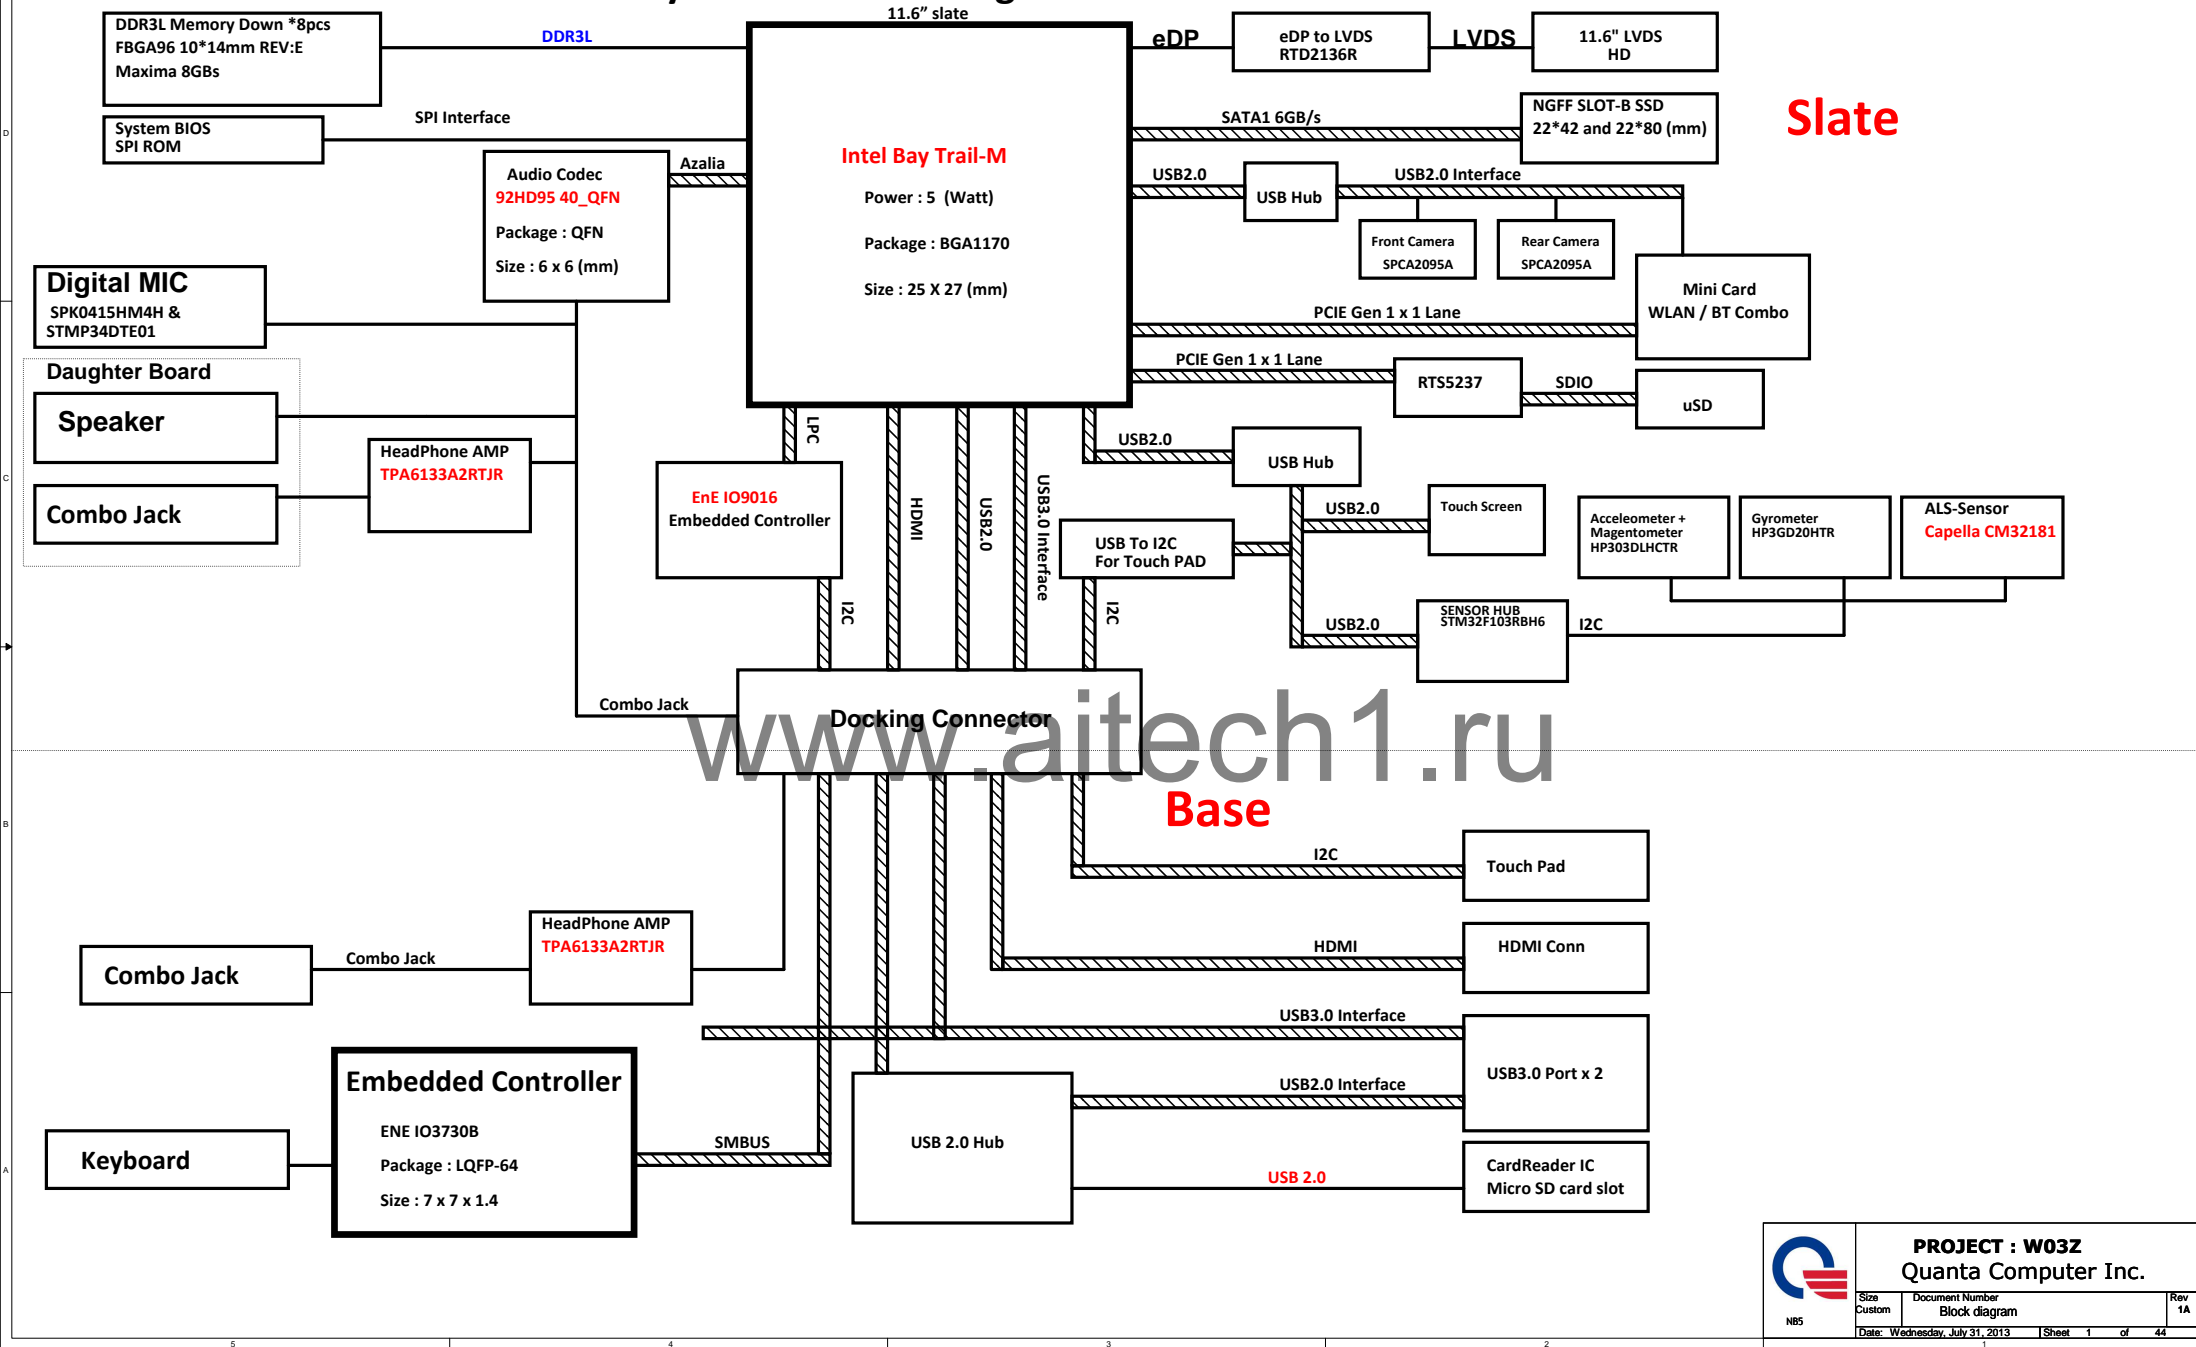 11.6” slate
DDR3L Memory Down *8pcs
FBGA96 10*14mm REV:E
Maxima 8GBs
DDR3L
eDP
eDP to LVDS
RTD2136R
LVDS
11.6" LVDS
HD
System BIOS
SPI ROM
SPI Interface
SATA1 6GB/s
NGFF SLOT-B SSD
22*42 and 22*80 (mm)
Slate
Audio Codec
92HD95 40_QFN
Package : QFN
Size : 6 x 6 (mm)
Azalia
Intel Bay Trail-M
Power : 5 (Watt)
Package : BGA1170
Size : 25 X 27 (mm)
USB2.0
USB Hub
USB2.0 Interface
Front Camera
SPCA2095A
Rear Camera
SPCA2095A
Mini Card
WLAN / BT Combo
Digital MIC
SPK0415HM4H &
STMP34DTE01
PCIE Gen 1 x 1 Lane
PCIE Gen 1 x 1 Lane
RTS5237
SDIO
uSD
Daughter Board
Speaker
Combo Jack
HeadPhone AMP
TPA6133A2RTJR
LPC
EnE IO9016
Embedded Controller
HDMI
USB2.0
USB3.0 Interface
USB2.0
USB Hub
USB To I2C
For Touch PAD
USB2.0
Touch Screen
Acceleometer +
Magentometer
HP303DLHCTR
Gyrometer
HP3GD20HTR
ALS-Sensor
Capella CM32181
I2C
I2C
USB2.0
SENSOR HUB
STM32F103RBH6
I2C
Combo Jack
Docking Connector
www.aitech1.ru
Base
I2C
Touch Pad
HeadPhone AMP
TPA6133A2RTJR
Combo Jack
Combo Jack
HDMI
HDMI Conn
USB3.0 Interface
USB3.0 Port x 2
USB2.0 Interface
Embedded Controller
ENE IO3730B
Package : LQFP-64
Size : 7 x 7 x 1.4
Keyboard
SMBUS
USB 2.0 Hub
USB 2.0
CardReader IC
Micro SD card slot
PROJECT : W03Z
Quanta Computer Inc.
NB5
Size
Custom
Document Number
Block diagram
Rev
1A
Date: Wednesday, July 31, 2013
Sheet 1 of 44
D
C
B
A
5 4 3 2 1